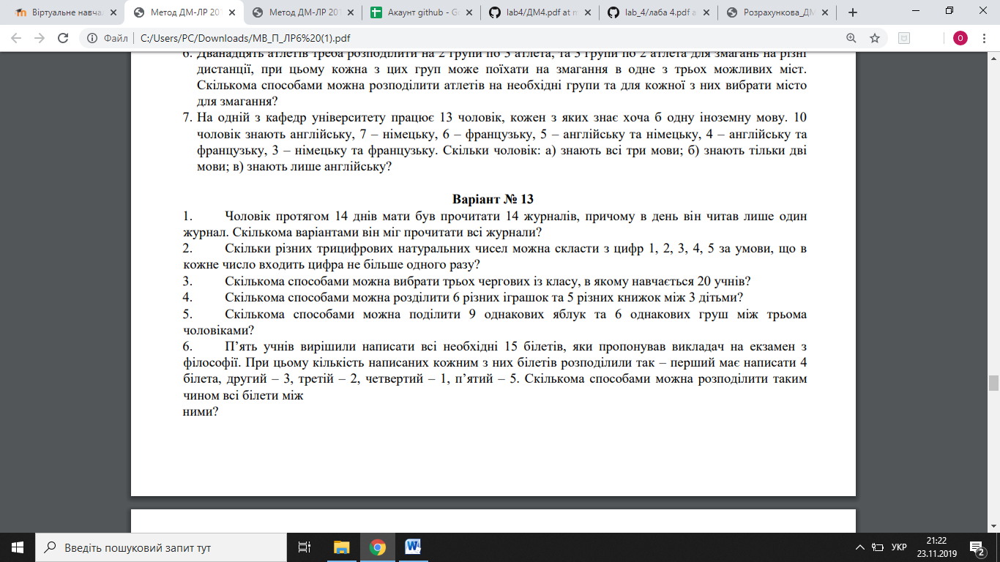 Віртуальне навча
Метод ДМ-ЛР 201
Метод ДМ-ЛР 201
Акаунт github - Go
lab4/ДМ4.pdf at m
lab_4/лаба 4.pdf a
Розрахункова_ДМ
Файл | C:/Users/PC/Downloads/МВ_П_ЛР6%20(1).pdf
6. Дванадцять атлетів треба розподілити на 2 групи по 3 атлета, та 3 групи по 2 атлета для змагань на різні
дистанції, при цьому кожна з цих груп може поїхати на змагання в одне з трьох можливих міст.
Скількома способами можна розподілити атлетів на необхідні групи та для кожної з них вибрати місто
для змагання?
7. На одній з кафедр університету працює 13 чоловік, кожен з яких знає хоча б одну іноземну мову. 10
чоловік знають англійську, 7 – німецьку, 6 – французьку, 5 – англійську та німецьку, 4 – англійську та
французьку, 3 – німецьку та французьку. Скільки чоловік: а) знають всі три мови; б) знають тільки дві
мови; в) знають лише англійську?
Варіант № 13
1. Чоловік протягом 14 днів мати був прочитати 14 журналів, причому в день він читав лише один
журнал. Скількома варіантами він міг прочитати всі журнали?
2. Скільки різних трицифрових натуральних чисел можна скласти з цифр 1, 2, 3, 4, 5 за умови, що в
кожне число входить цифра не більше одного разу?
3. Скількома способами можна вибрати трьох чергових із класу, в якому навчається 20 учнів?
4. Скількома способами можна розділити 6 різних іграшок та 5 різних книжок між 3 дітьми?
5. Скількома способами можна поділити 9 однакових яблук та 6 однакових груш між трьома
чоловіками?
6. П’ять учнів вирішили написати всі необхідні 15 білетів, яки пропонував викладач на екзамен з
філософії. При цьому кількість написаних кожним з них білетів розподілили так – перший має написати 4
білета, другий – 3, третій – 2, четвертий – 1, п’ятий – 5. Скількома способами можна розподілити таким
чином всі білети між
ними?
Введіть пошуковий запит тут
УКР
21:22
23.11.2019
2